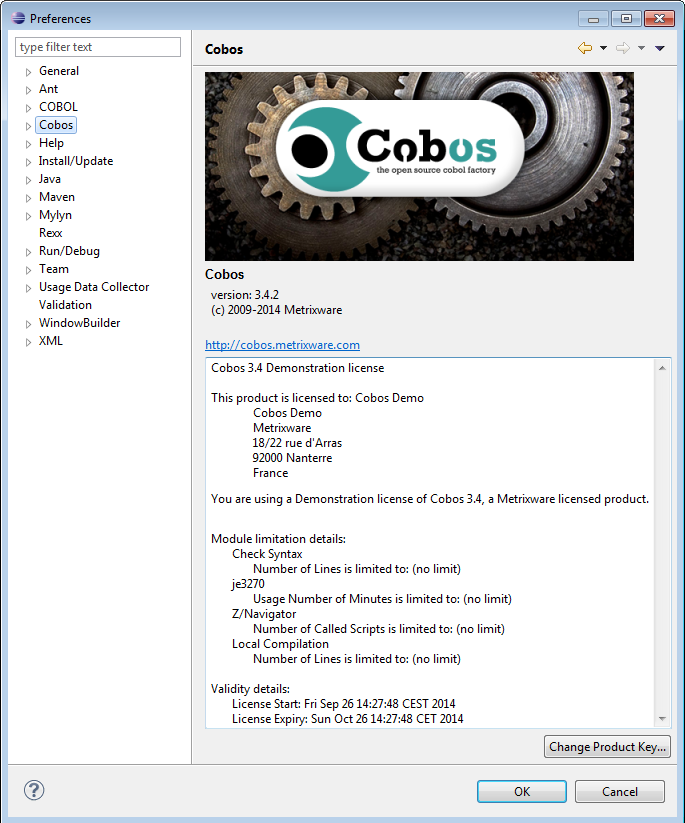 Preferences
type filter text
General
Ant
COBOL
Cobos
Help
Install/Update
Java
Maven
Mylyn
Rexx
Run/Debug
Team
Usage Data Collector
Validation
WindowBuilder
XML
Cobos
Cobos
the open source cobol factory
Cobos
version: 3.4.2
(c) 2009-2014 Metrixware
http://cobos.metrixware.com
Cobos 3.4 Demonstration license
This product is licensed to: Cobos Demo
Cobos Demo
Metrixware
18/22 rue d'Arras
92000 Nanterre
France
You are using a Demonstration license of Cobos 3.4, a Metrixware licensed product.
Module limitation details:
Check Syntax
Number of Lines is limited to: (no limit)
je3270
Usage Number of Minutes is limited to: (no limit)
Z/Navigator
Number of Called Scripts is limited to: (no limit)
Local Compilation
Number of Lines is limited to: (no limit)
Validity details:
License Start: Fri Sep 26 14:27:48 CEST 2014
License Expiry: Sun Oct 26 14:27:48 CET 2014
Change Product Key...
?
OK
Cancel